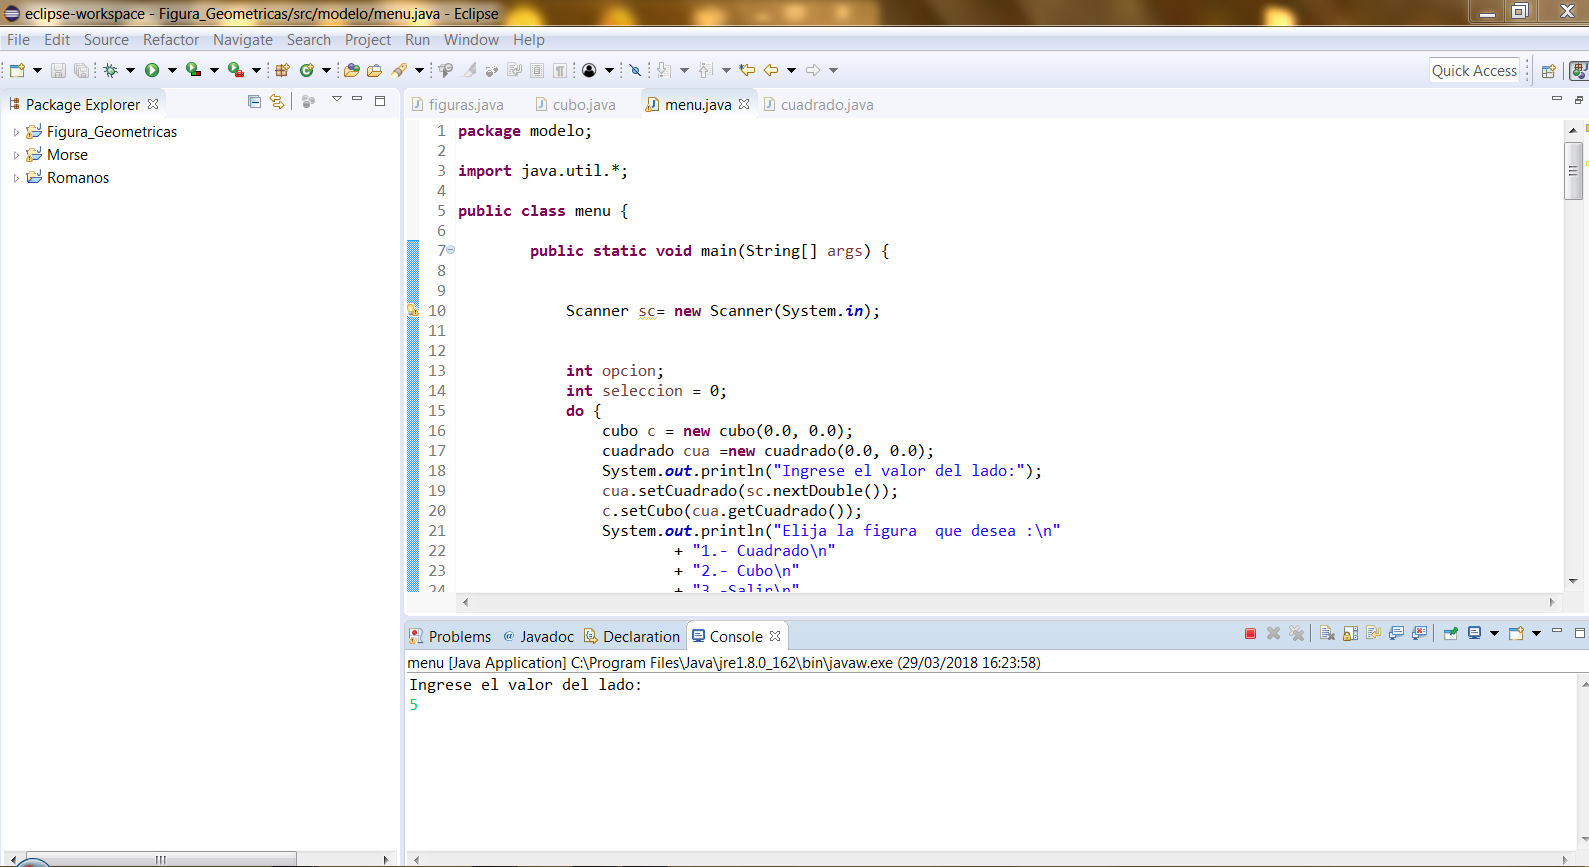 eclipse-workspace - Figura_Geometricas/src/modelo/menu.java - Eclipse
File Edit Source Refactor Navigate Search Project Run Window Help
Quick Access
Package Explorer
Figura_Geometricas
Morse
Romanos
figuras.java cubo.java menu.java cuadrado.java
1 package modelo;
2
3 import java.util.*;
4
5 public class menu {
6
7 public static void main(String[] args) {
8
9
10 Scanner sc= new Scanner(System.in);
11
12
13 int opcion;
14 int seleccion = 0;
15 do {
16 cubo c = new cubo(0.0, 0.0);
17 cuadrado cua =new cuadrado(0.0, 0.0);
18 System.out.println("Ingrese el valor del lado:");
19 cua.setCuadrado(sc.nextDouble());
20 c.setCubo(cua.getCuadrado());
21 System.out.println("Elija la figura  que desea :\n"
22 + "1.- Cuadrado\n"
23 + "2.- Cubo\n"
24 + "3.-Salir\n"
Problems Javadoc Declaration Console
menu [Java Application] C:\Program Files\Java\jre1.8.0_162\bin\javaw.exe (29/03/2018 16:23:58)
Ingrese el valor del lado:
5